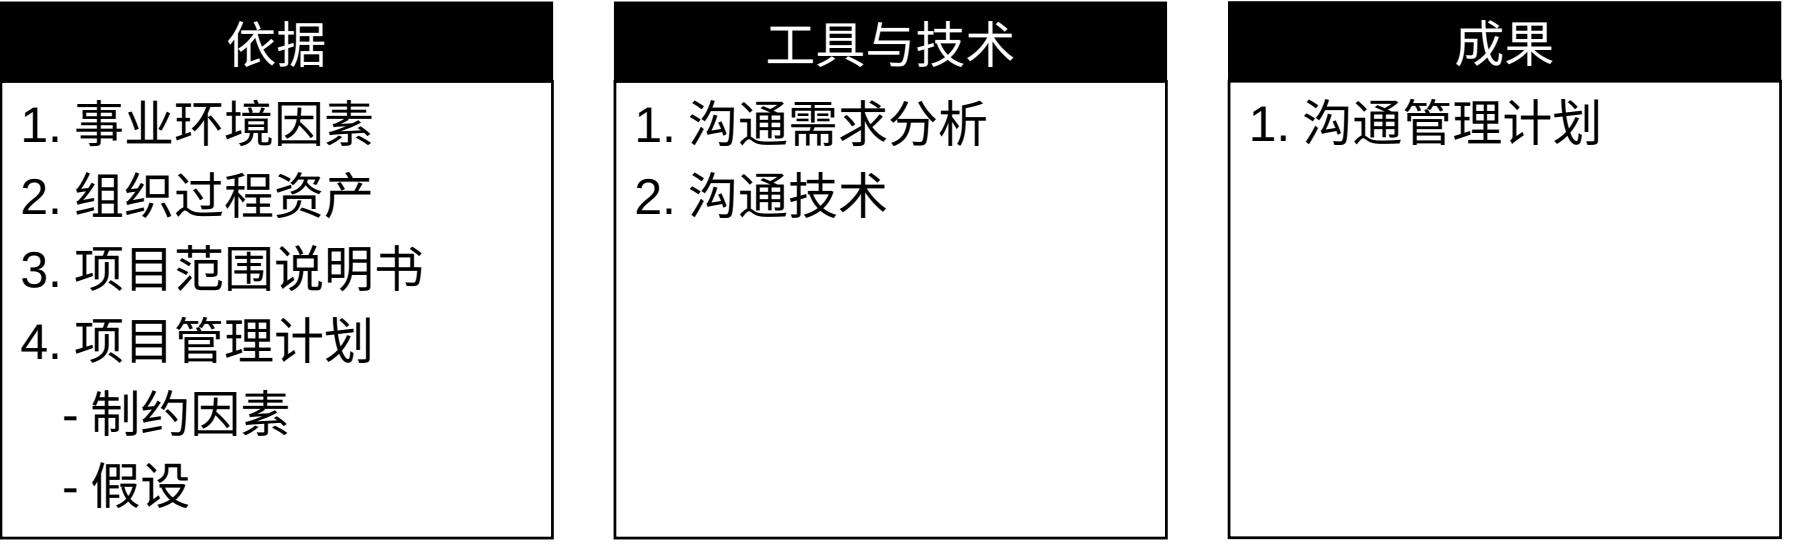 依据
1. 事业环境因素
2. 组织过程资产
3. 项目范围说明书
4. 项目管理计划
- 制约因素
- 假设
工具与技术
1. 沟通需求分析
2. 沟通技术
成果
1. 沟通管理计划